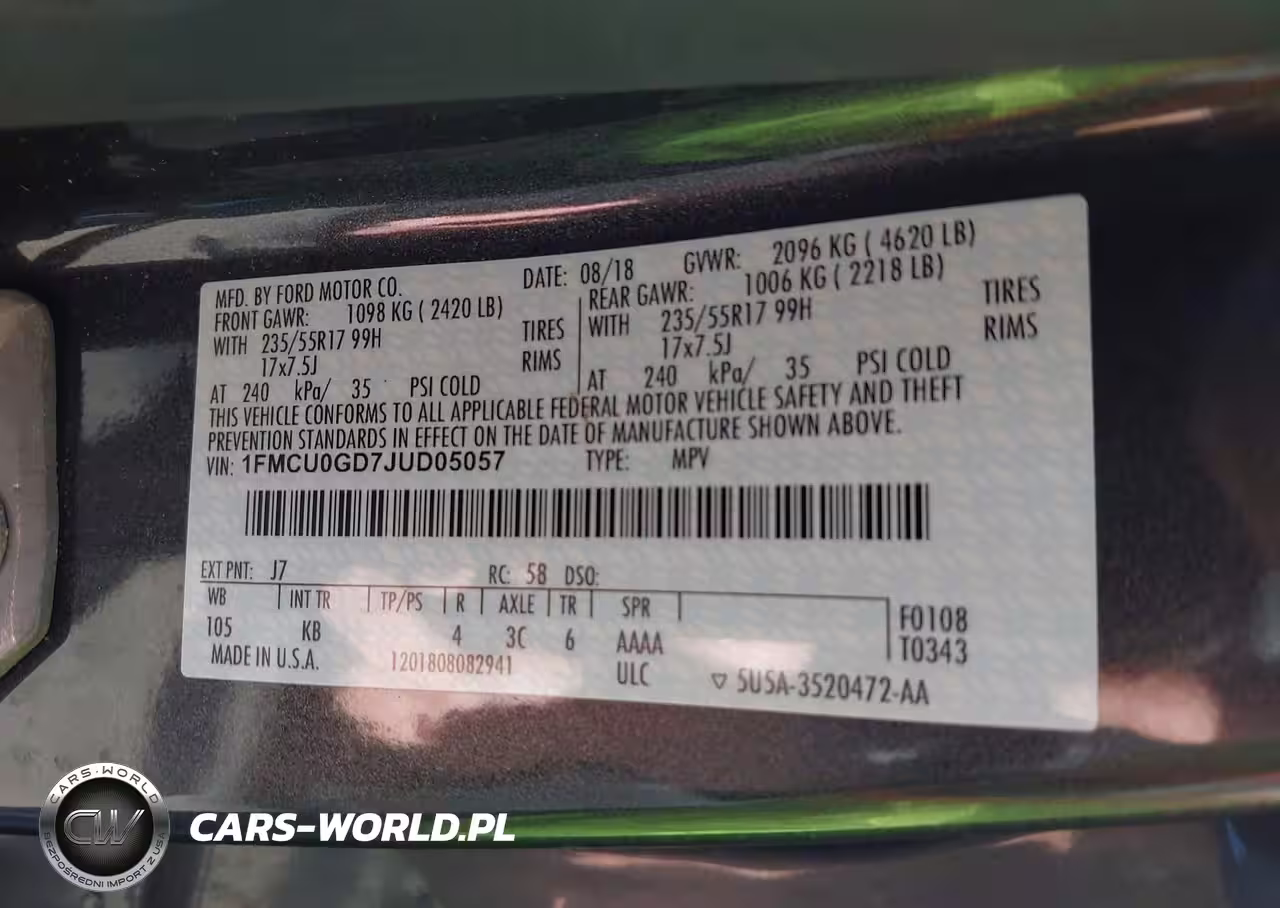 MFD. BY FORD MOTOR CO. DATE: 08/18 GVWR: 2096 KG ( 4620 LB)
FRONT GAWR: 1098 KG ( 2420 LB) REAR GAWR: 1006 KG ( 2218 LB)
WITH 235/55R17 99H TIRES WITH 235/55R17 99H TIRES
17x7.5J RIMS 17x7.5J RIMS
AT 240 kPa/ 35 PSI COLD AT 240 kPa/ 35 PSI COLD
THIS VEHICLE CONFORMS TO ALL APPLICABLE FEDERAL MOTOR VEHICLE SAFETY AND THEFT
PREVENTION STANDARDS IN EFFECT ON THE DATE OF MANUFACTURE SHOWN ABOVE.
VIN: 1FMCU0GD7JUD05057 TYPE: MPV
EXT PNT: J7 RC: 58 DSO:
WB INT TR TP/PS R AXLE TR SPR F0108
105 KB 4 3C 6 AAAA T0343
MADE IN U.S.A. 1201808082941 ULC ▽ 5U5A-3520472-AA
CARS-WORLD
CW
BEZPOŚREDNI IMPORT Z USA
CARS-WORLD.PL